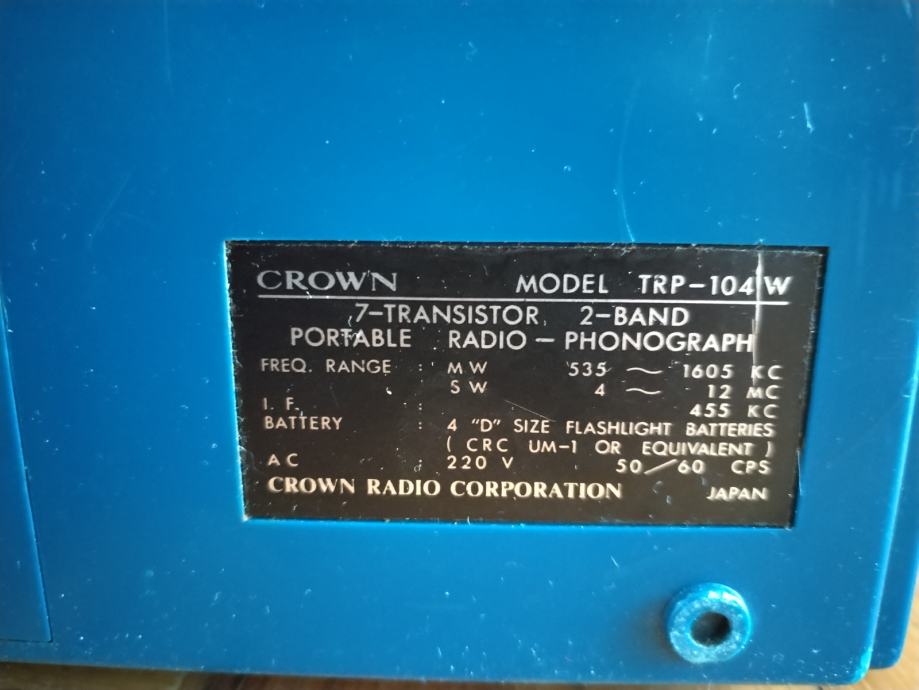 CROWN MODEL TRP-104W
7-TRANSISTOR 2-BAND
PORTABLE RADIO-PHONOGRAPH
FREQ. RANGE : MW 535 ~ 1605 KC
SW 4 ~ 12 MC
I. F. : 455 KC
BATTERY : 4 "D" SIZE FLASHLIGHT BATTERIES
( CRC UM-1 OR EQUIVALENT )
AC : 220 V 50/60 CPS
CROWN RADIO CORPORATION JAPAN